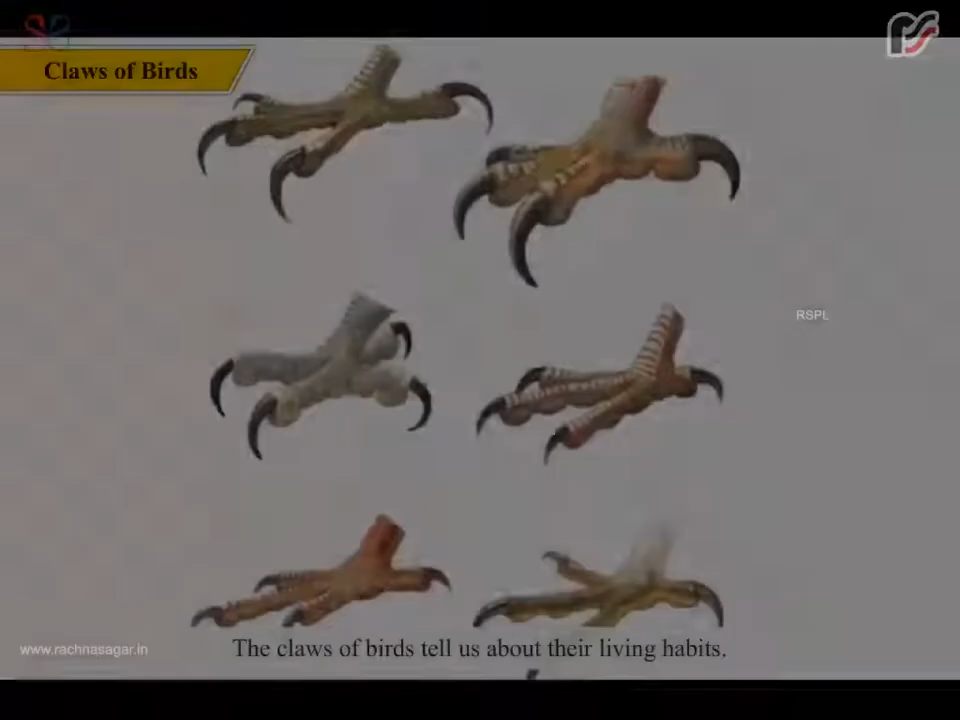 Claws of Birds
RSPL
www.rachnasagar.in
The claws of birds tell us about their living habits.